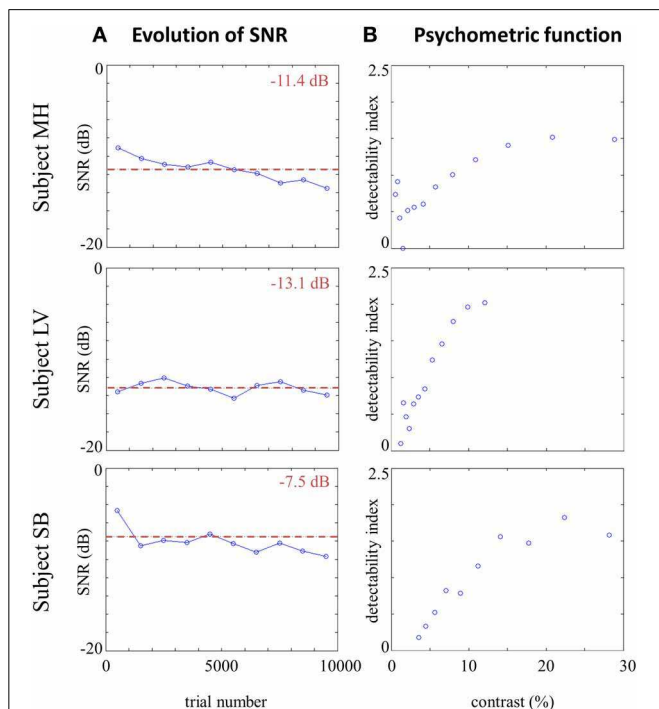 A Evolution of SNR
B Psychometric function
Subject MH
SNR (dB)
0
-20
-11.4 dB
detectability index
2.5
0
Subject LV
SNR (dB)
0
-20
-13.1 dB
detectability index
2.5
0
Subject SB
SNR (dB)
0
-20
-7.5 dB
0 5000 10000
trial number
detectability index
2.5
0
0 10 20 30
contrast (%)